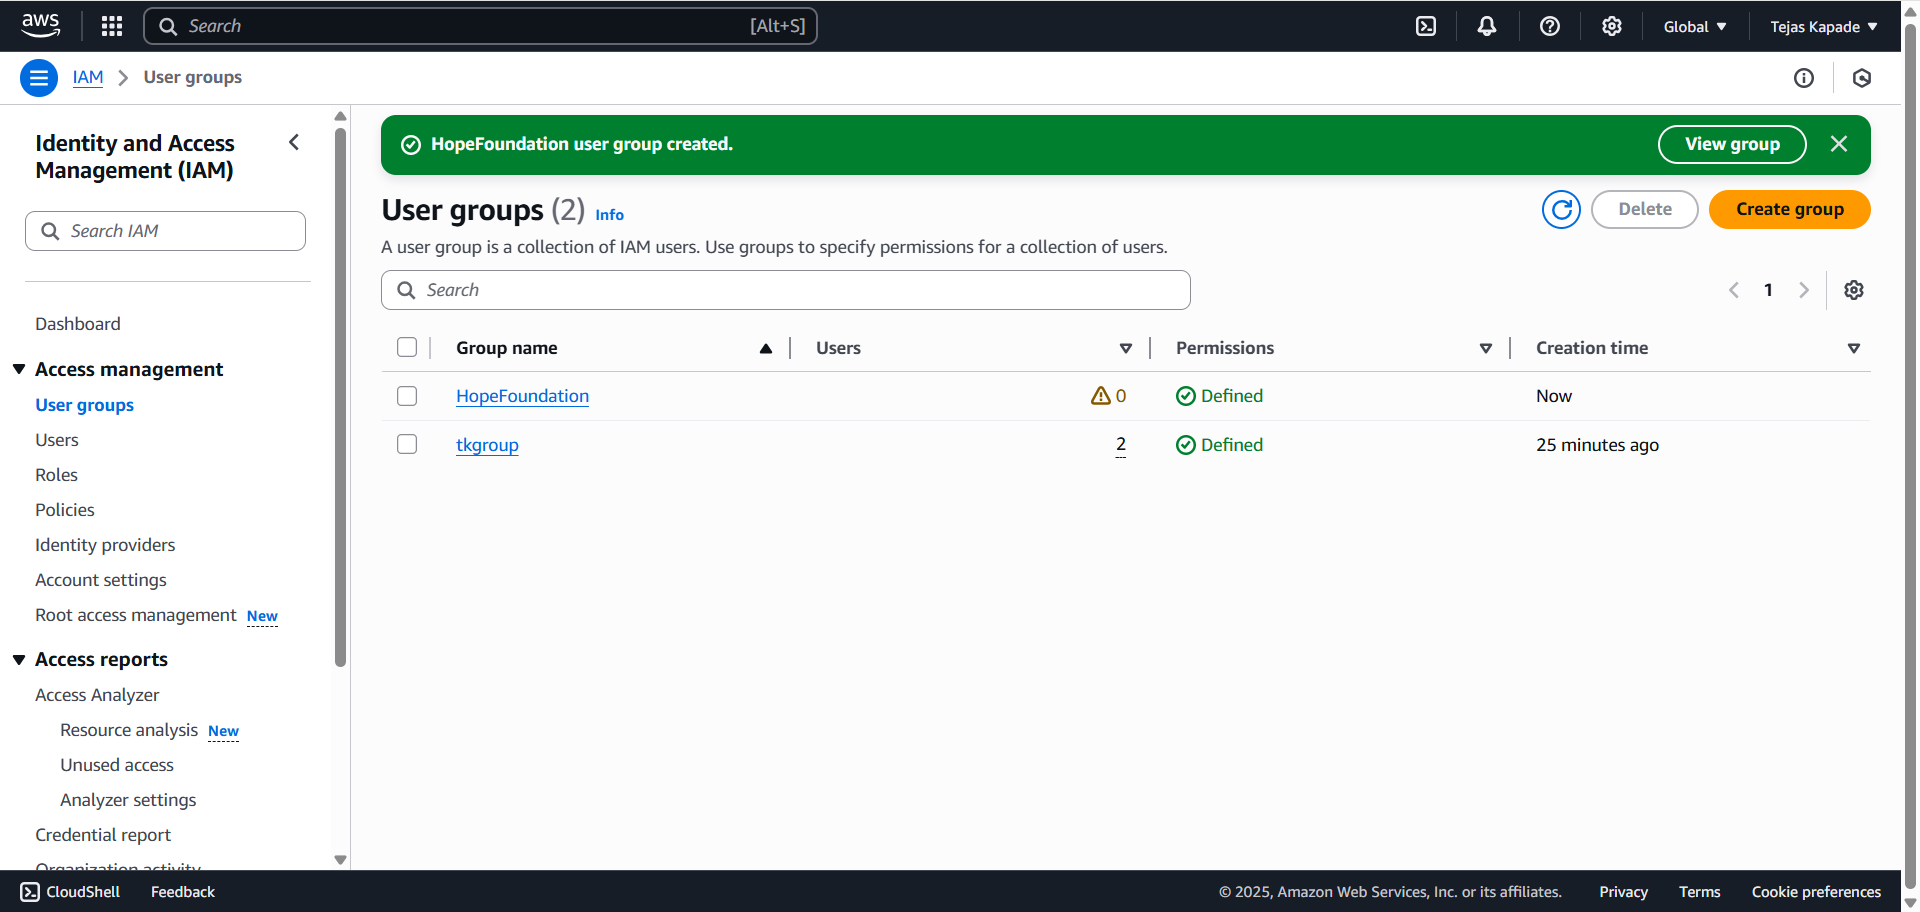 aws
Search [Alt+S]
Global
Tejas Kapade
IAM
User groups
Identity and Access
Management (IAM)
Search IAM
Dashboard
Access management
User groups
Users
Roles
Policies
Identity providers
Account settings
Root access management New
Access reports
Access Analyzer
Resource analysis New
Unused access
Analyzer settings
Credential report
Organization activity
HopeFoundation user group created.
View group
User groups (2) Info
Delete
Create group
A user group is a collection of IAM users. Use groups to specify permissions for a collection of users.
Search
1
Group name Users Permissions Creation time
HopeFoundation 0 Defined Now
tkgroup 2 Defined 25 minutes ago
CloudShell Feedback © 2025, Amazon Web Services, Inc. or its affiliates. Privacy Terms Cookie preferences